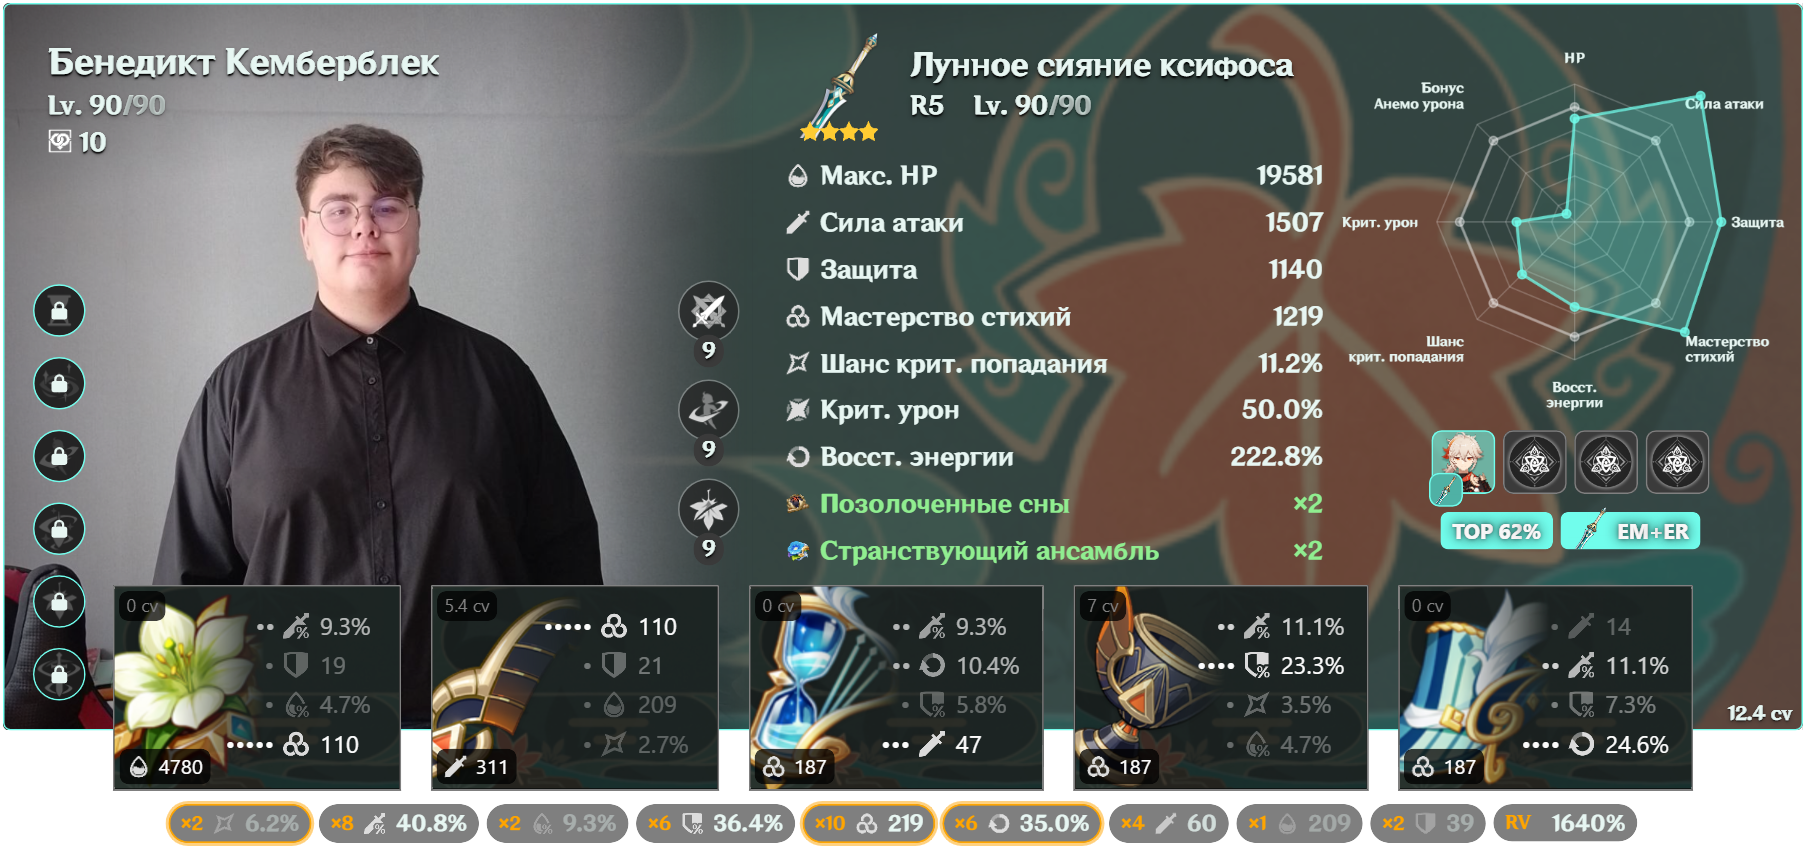 Бенедикт Кемберблек
Lv. 90/90
10
Лунное сияние ксифоса
R5 Lv. 90/90
Макс. HP 19581
Сила атаки 1507
Защита 1140
Мастерство стихий 1219
Шанс крит. попадания 11.2%
Крит. урон 50.0%
Восст. энергии 222.8%
Позолоченные сны ×2
Странствующий ансамбль ×2
9
9
9
HP
Бонус
Анемо урона
Сила атаки
Крит. урон
Защита
Шанс
крит. попадания
Мастерство
стихий
Восст.
энергии
TOP 62%
EM+ER
12.4 cv
0 cv
9.3%
19
4.7%
110
4780
5.4 cv
110
21
209
2.7%
311
0 cv
9.3%
10.4%
5.8%
47
187
7 cv
11.1%
23.3%
3.5%
4.7%
187
0 cv
14
11.1%
7.3%
24.6%
187
×2 6.2% ×8 40.8% ×2 9.3% ×6 36.4% ×10 219 ×6 35.0% ×4 60 ×1 209 ×2 39 RV 1640%